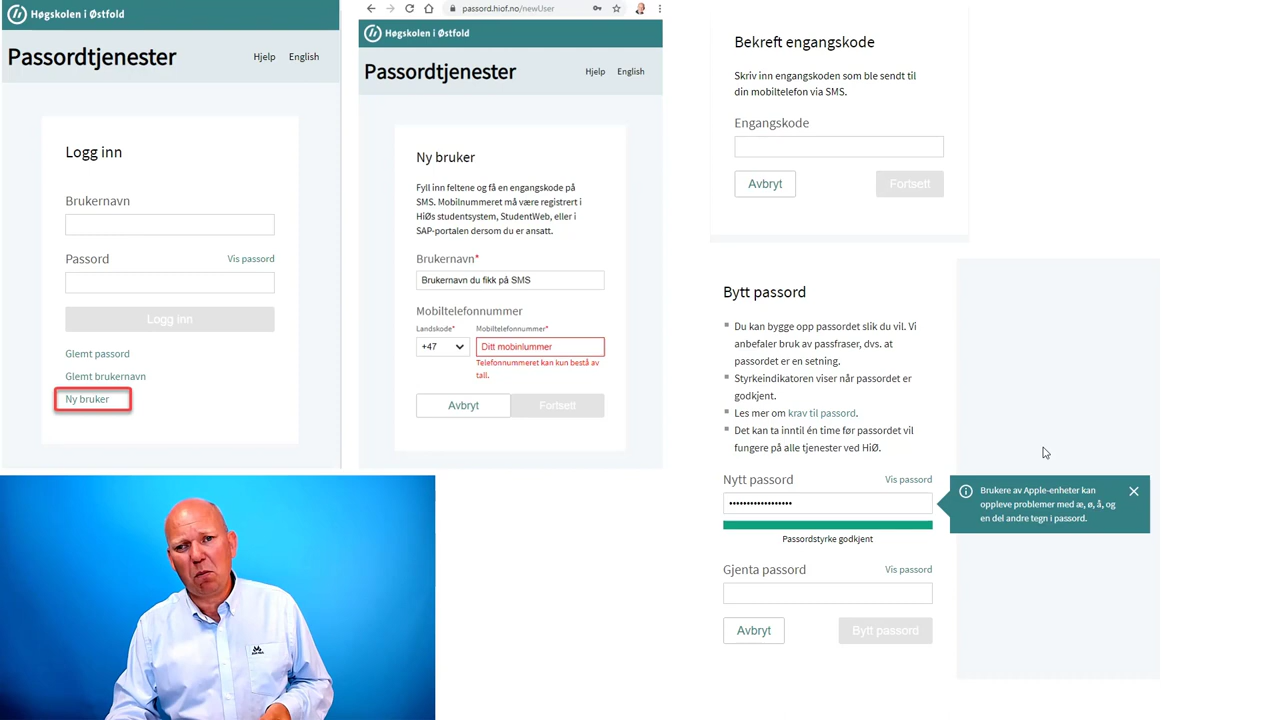 Høgskolen i Østfold
Passordtjenester
Hjelp
English
Logg inn
Brukernavn
Passord
Vis passord
Logg inn
Glemt passord
Glemt brukernavn
Ny bruker
passord.hiof.no/newUser
Høgskolen i Østfold
Passordtjenester
Hjelp
English
Ny bruker
Fyll inn feltene og få en engangskode på
SMS. Mobilnummeret må være registrert i
HiØs studentsystem, StudentWeb, eller i
SAP-portalen dersom du er ansatt.
Brukernavn*
Brukernavn du fikk på SMS
Mobiltelefonnummer
Landskode*
Mobiltelefonnummer*
+47
Ditt mobinlummer
Telefonnummeret kan kun bestå av
tall.
Avbryt
Fortsett
Bekreft engangskode
Skriv inn engangskoden som ble sendt til
din mobiltelefon via SMS.
Engangskode
Avbryt
Fortsett
Bytt passord
Du kan bygge opp passordet slik du vil. Vi
anbefaler bruk av passfraser, dvs. at
passordet er en setning.
Styrkeindikatoren viser når passordet er
godkjent.
Les mer om krav til passord.
Det kan ta inntil én time før passordet vil
fungere på alle tjenester ved HiØ.
Nytt passord
Vis passord
•••••••••••••••••
Passordstyrke godkjent
Brukere av Apple-enheter kan
oppleve problemer med æ, ø, å, og
en del andre tegn i passord.
Gjenta passord
Vis passord
Avbryt
Bytt passord